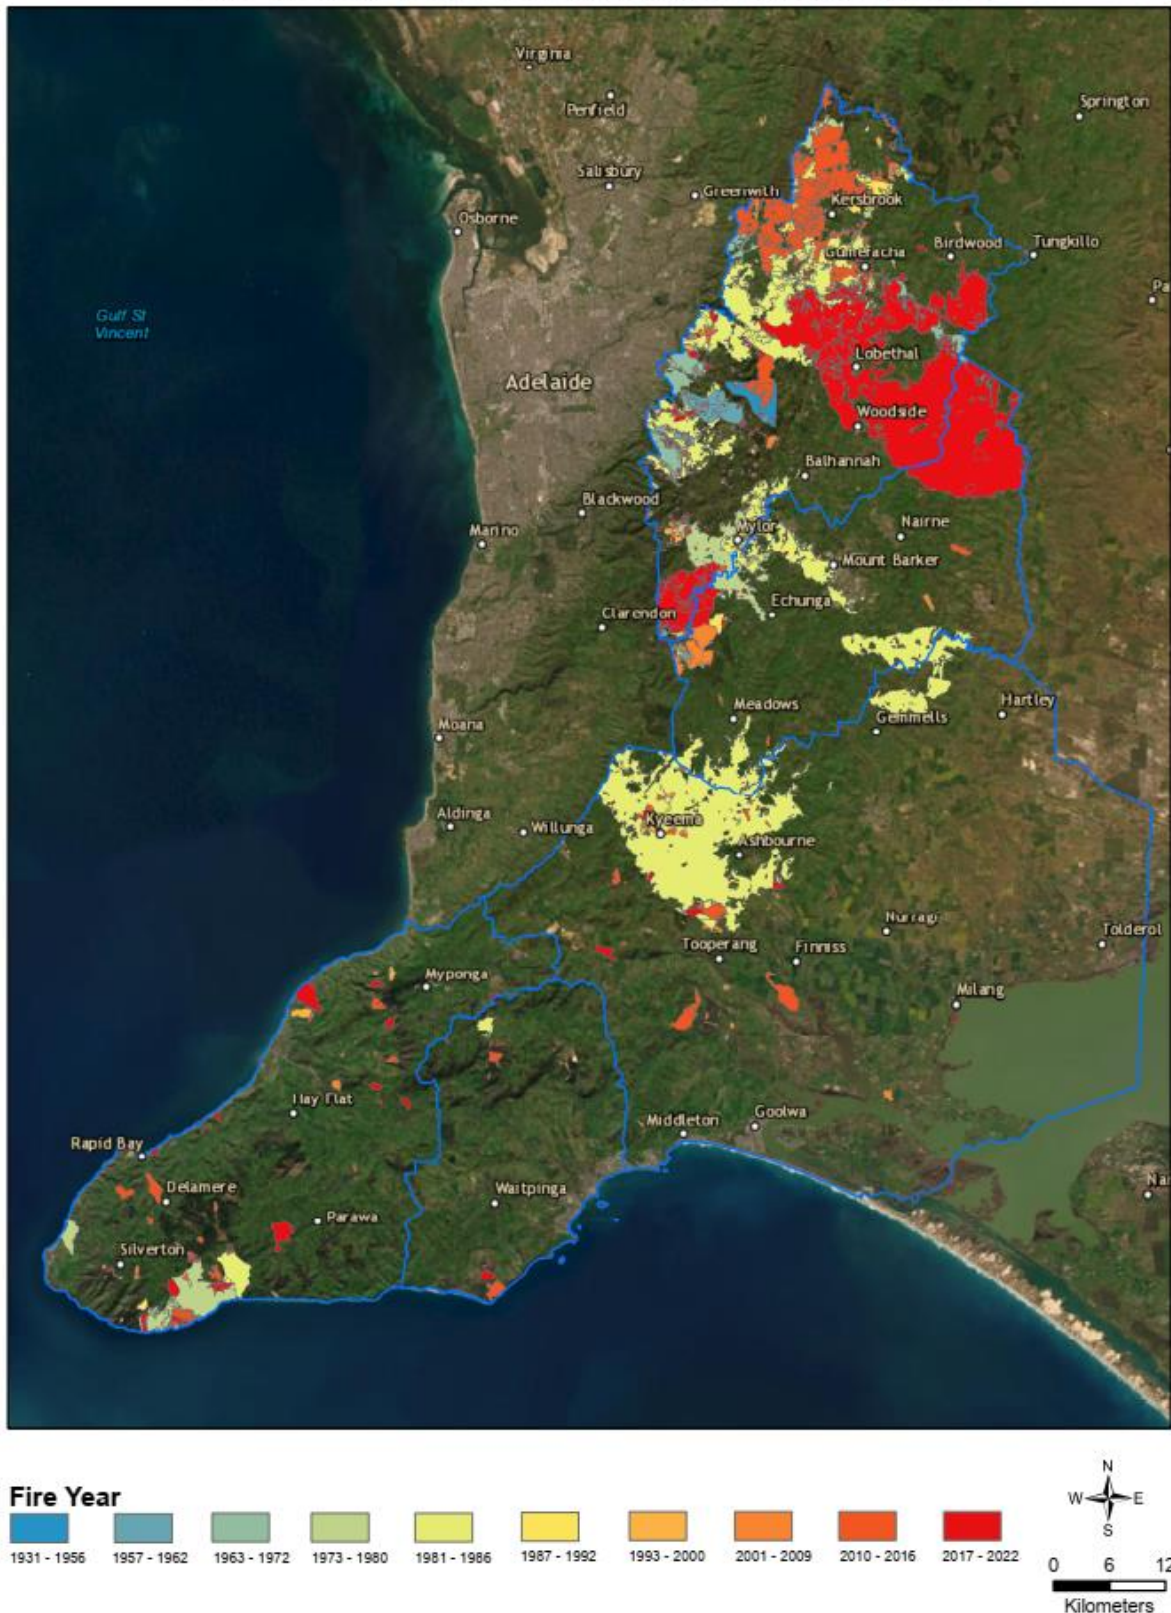 Virginia
Penfield
Springton
Salisbury
Greenwith
Kersbrook
Osborne
Birdwood
Tungkillo
Gumeracha
Pa
Gulf St
Vincent
Lobethal
Adelaide
Woodside
Balhannah
Blackwood
Mylor
Nairne
Marino
Mount Barker
Echunga
Clarendon
Hartley
Meadows
Gemmells
Moana
Aldinga
Willunga
Kyeema
Ashbourne
Nurragi
Tolderol
Tooperang
Finniss
Myponga
Milang
Hay Flat
Middleton
Goolwa
Rapid Bay
Delamere
Waitpinga
Na
Parawa
Silverton
Fire Year
1931 - 1956 1957 - 1962 1963 - 1972 1973 - 1980 1981 - 1986 1987 - 1992 1993 - 2000 2001 - 2009 2010 - 2016 2017 - 2022
N
W E
S
0 6 12
Kilometers